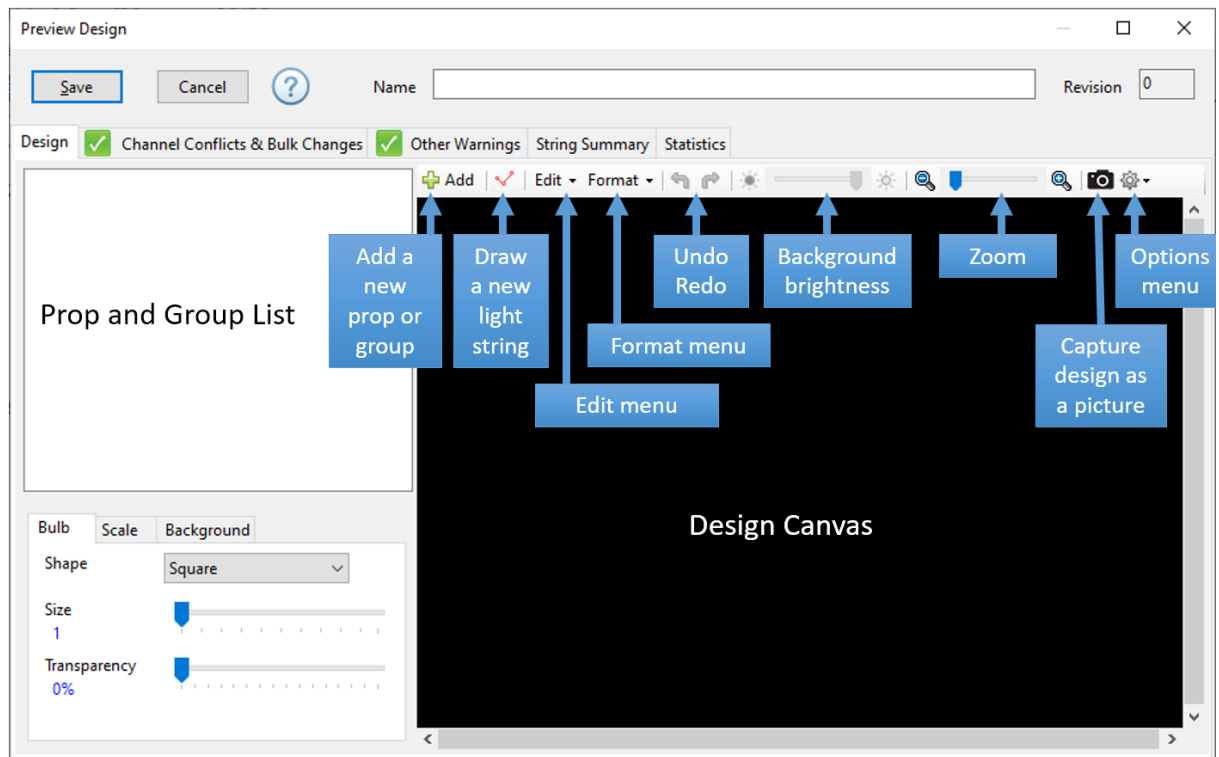 Preview Design
Save
Cancel
?
Name
Revision
0
Design
Channel Conflicts & Bulk Changes
Other Warnings
String Summary
Statistics
Add
Edit
Format
Add a
new
prop or
group
Draw
a new
light
string
Undo
Redo
Background
brightness
Zoom
Options
menu
Prop and Group List
Format menu
Capture
design as
a picture
Edit menu
Design Canvas
Bulb
Scale
Background
Shape
Square
Size
1
Transparency
0%